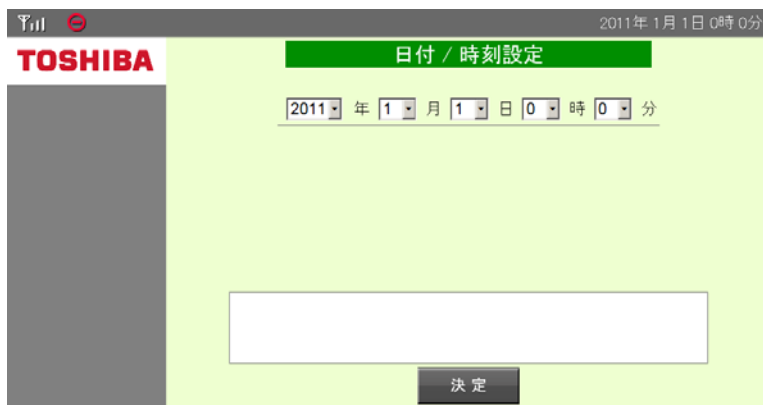 2011年 1月 1日 0時 0分
TOSHIBA
日付 / 時刻設定
2011 年 1 月 1 日 0 時 0 分
決 定